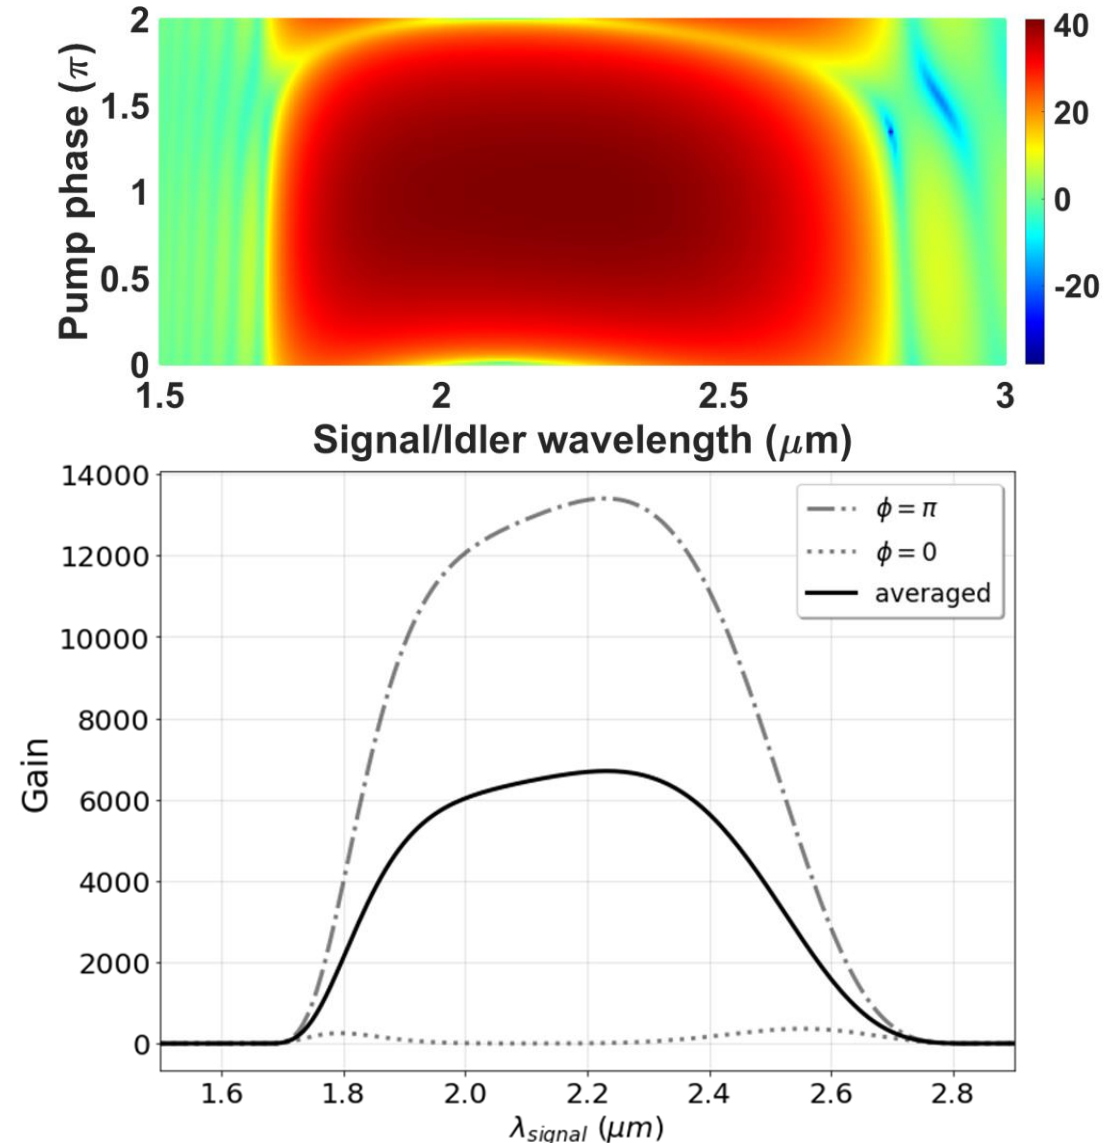 2
1.5
1
0.5
0
Pump phase (π)
40
20
0
-20
1.5 2 2.5 3
Signal/Idler wavelength (μm)
14000
12000
10000
8000
6000
4000
2000
0
Gain
ϕ = π
ϕ = 0
averaged
1.6 1.8 2.0 2.2 2.4 2.6 2.8
λsignal (μm)